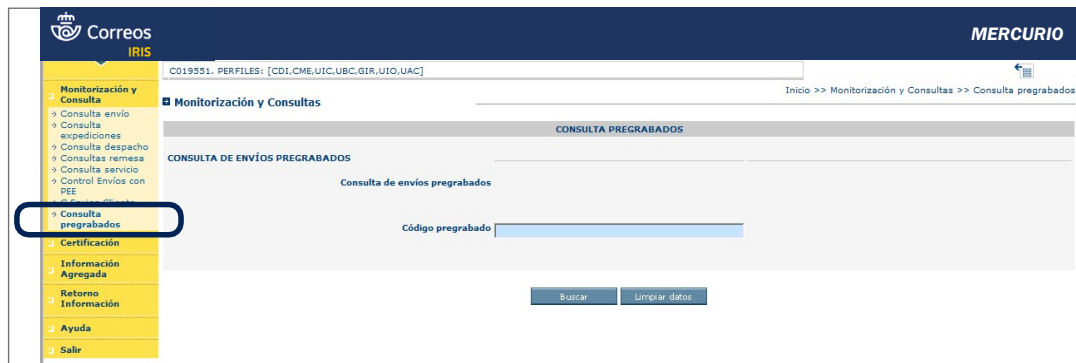 Correos
IRIS
MERCURIO
C019551. PERFILES: [CDI,CME,UIC,UBC,GIR,UIO,UAC]
Inicio >> Monitorización y Consultas >> Consulta pregrabados
Monitorización y
Consulta
Consulta envío
Consulta
expediciones
Consulta despacho
Consultas remesa
Consulta servicio
Control Envíos con
PEE
Consulta
pregrabados
Certificación
Información
Agregada
Retorno
Información
Ayuda
Salir
Monitorización y Consultas
CONSULTA PREGRABADOS
CONSULTA DE ENVÍOS PREGRABADOS
Consulta de envíos pregrabados
Código pregrabado
Buscar
Limpiar datos